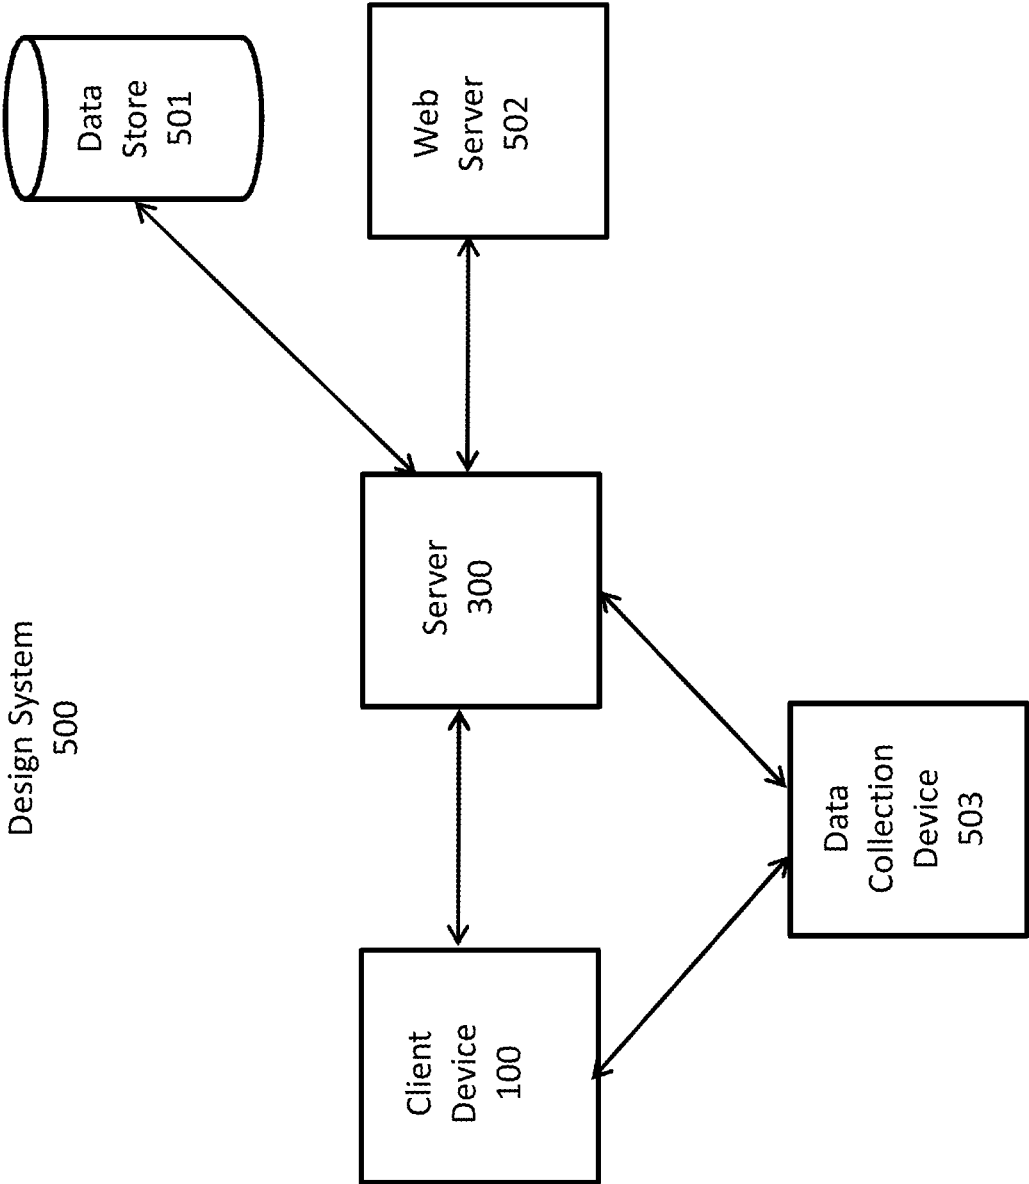 Design System
500
Data
Store
501
Web
Server
502
Server
300
Client
Device
100
Data
Collection
Device
503